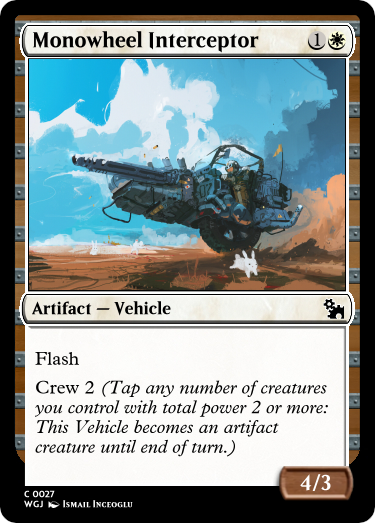 Monowheel Interceptor 1
Artifact — Vehicle
Flash
Crew 2 (Tap any number of creatures
you control with total power 2 or more:
This Vehicle becomes an artifact
creature until end of turn.)
4/3
C 0027
WGJ Ismail Inceoglu